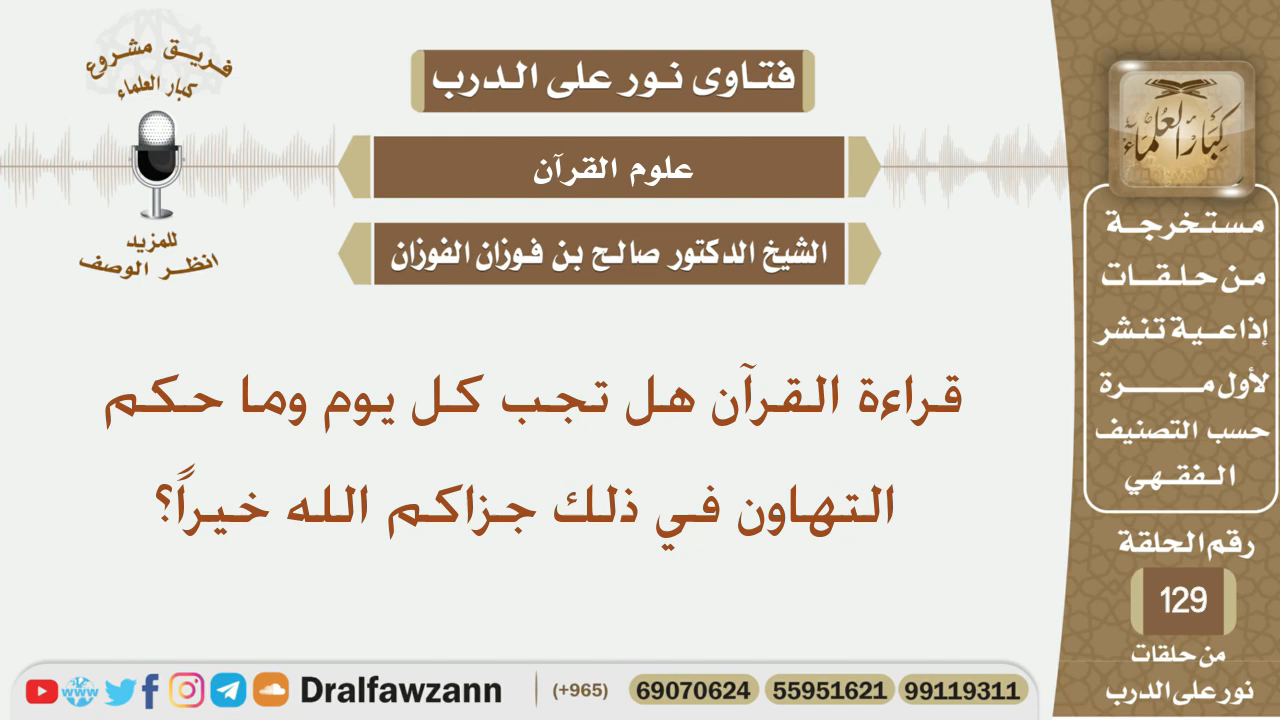 فريق مشروع
كبار العلماء
للمزيد
انظر الوصف
فتاوى نور على الدرب
علوم القرآن
الشيخ الدكتور صالح بن فوزان الفوزان
قراءة القرآن هل تجب كل يوم وما حكم
التهاون في ذلك جزاكم الله خيراً؟
كبار العلماء
مستخرجة
من حلقات
إذاعية تنشر
لأول مرة
حسب التصنيف
الفقهي
رقم الحلقة
129
من حلقات
نور على الدرب
www
Dralfawzann
(+965) 69070624 55951621 99119311